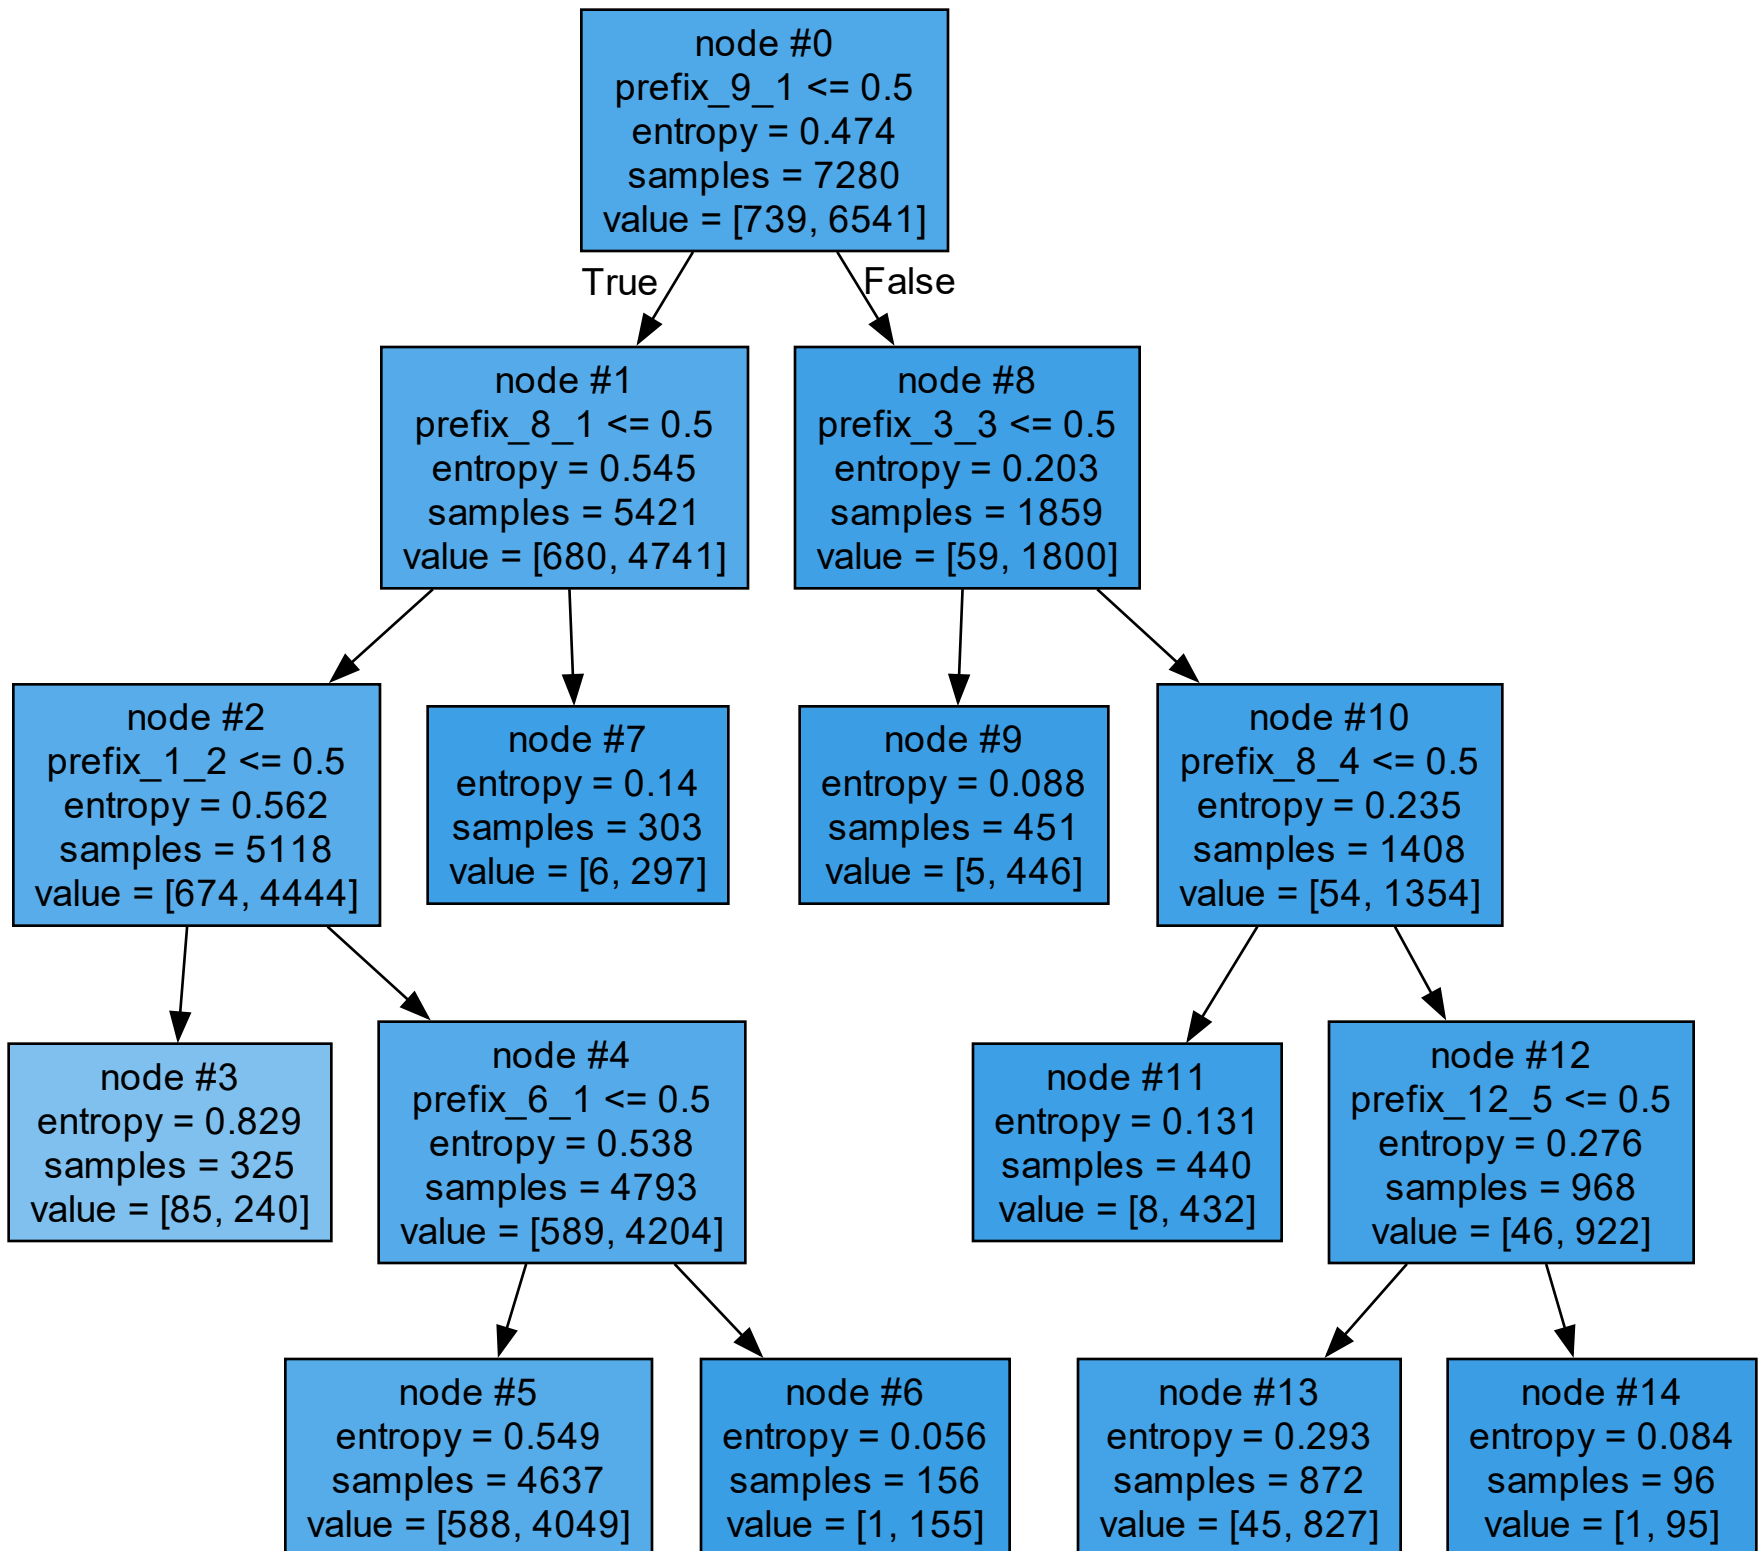 node #0
prefix_9_1 <= 0.5
entropy = 0.474
samples = 7280
value = [739, 6541]
True
False
node #1
prefix_8_1 <= 0.5
entropy = 0.545
samples = 5421
value = [680, 4741]
node #8
prefix_3_3 <= 0.5
entropy = 0.203
samples = 1859
value = [59, 1800]
node #2
prefix_1_2 <= 0.5
entropy = 0.562
samples = 5118
value = [674, 4444]
node #7
entropy = 0.14
samples = 303
value = [6, 297]
node #9
entropy = 0.088
samples = 451
value = [5, 446]
node #10
prefix_8_4 <= 0.5
entropy = 0.235
samples = 1408
value = [54, 1354]
node #3
entropy = 0.829
samples = 325
value = [85, 240]
node #4
prefix_6_1 <= 0.5
entropy = 0.538
samples = 4793
value = [589, 4204]
node #11
entropy = 0.131
samples = 440
value = [8, 432]
node #12
prefix_12_5 <= 0.5
entropy = 0.276
samples = 968
value = [46, 922]
node #5
entropy = 0.549
samples = 4637
value = [588, 4049]
node #6
entropy = 0.056
samples = 156
value = [1, 155]
node #13
entropy = 0.293
samples = 872
value = [45, 827]
node #14
entropy = 0.084
samples = 96
value = [1, 95]